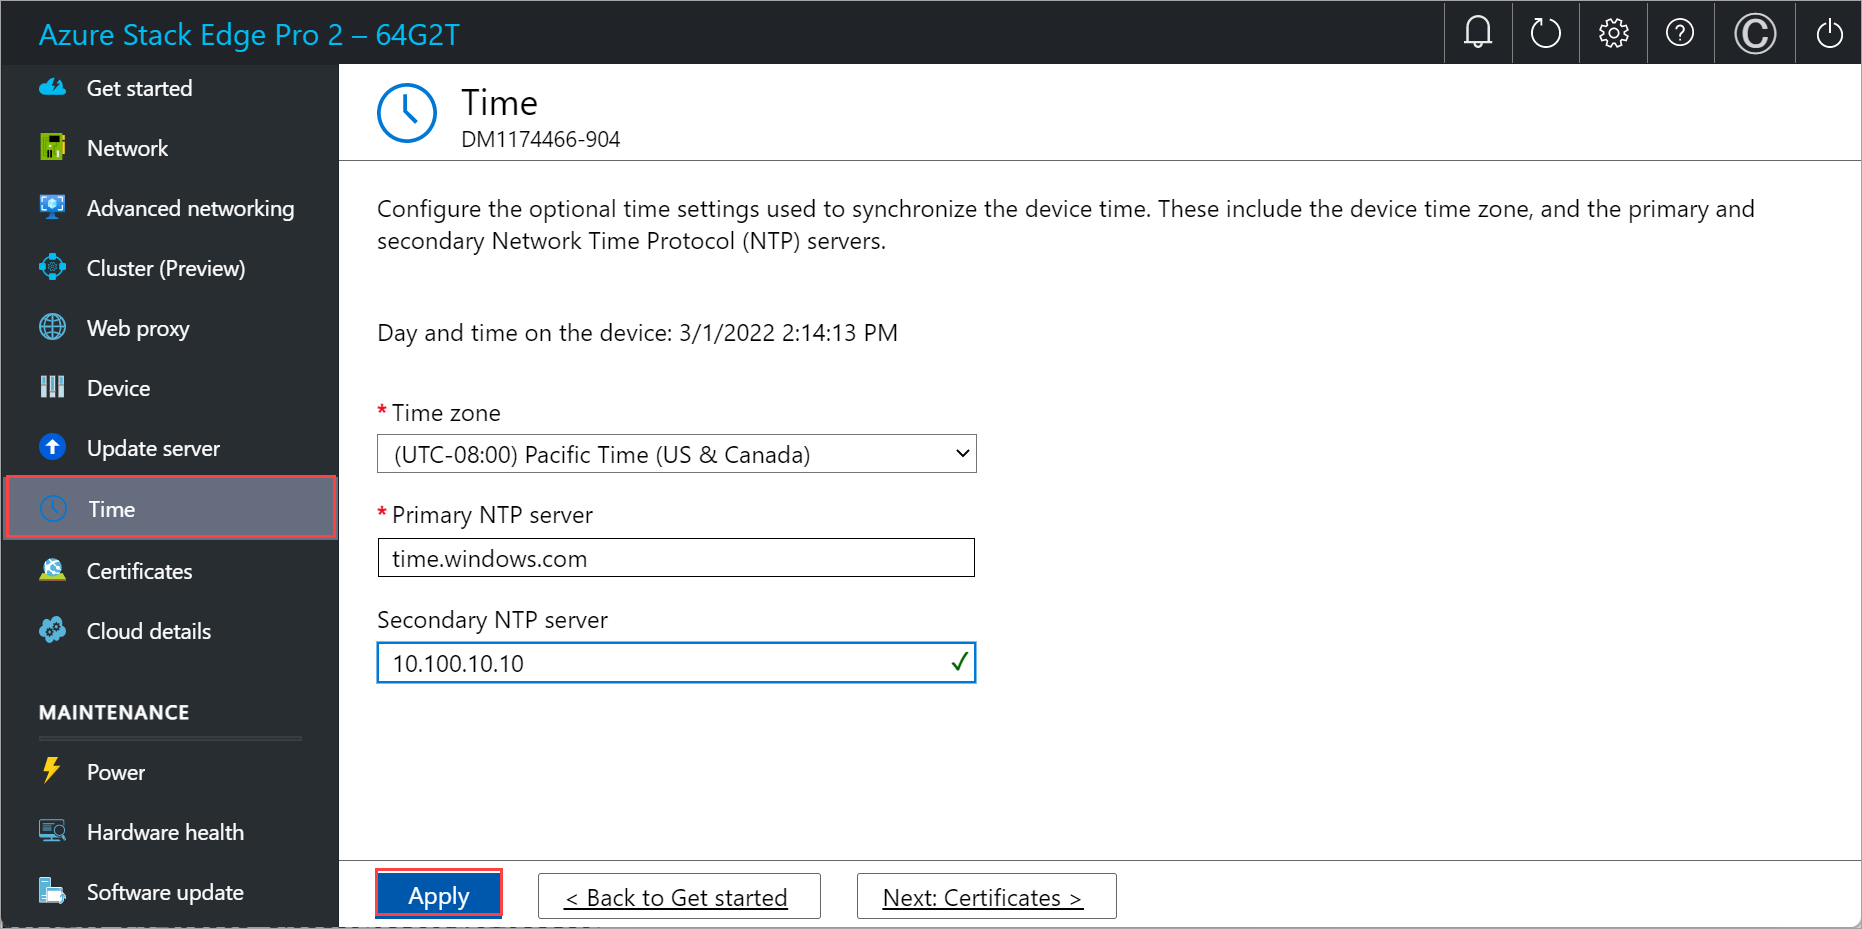 Azure Stack Edge Pro 2 – 64G2T
Get started
Network
Advanced networking
Cluster (Preview)
Web proxy
Device
Update server
Time
Certificates
Cloud details
MAINTENANCE
Power
Hardware health
Software update
Time
DM1174466-904
Configure the optional time settings used to synchronize the device time. These include the device time zone, and the primary and
secondary Network Time Protocol (NTP) servers.
Day and time on the device: 3/1/2022 2:14:13 PM
* Time zone
(UTC-08:00) Pacific Time (US & Canada)
* Primary NTP server
time.windows.com
Secondary NTP server
10.100.10.10
Apply
< Back to Get started
Next: Certificates >